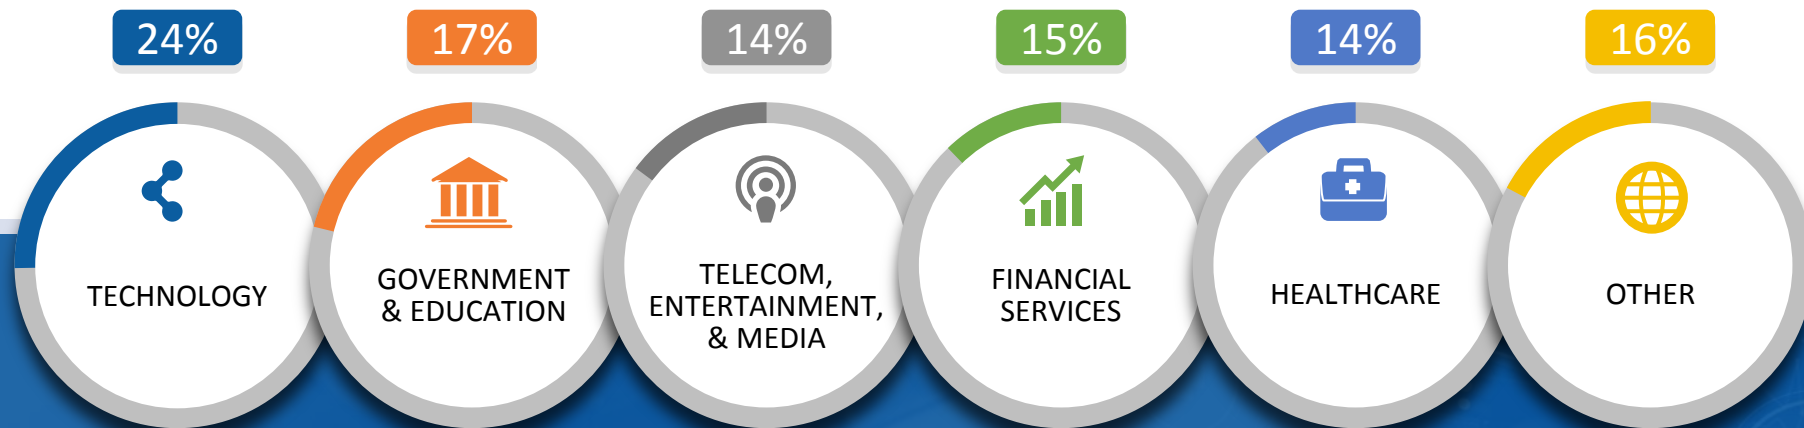 24%
17%
14%
15%
14%
16%
TECHNOLOGY
GOVERNMENT
& EDUCATION
TELECOM,
ENTERTAINMENT,
& MEDIA
FINANCIAL
SERVICES
HEALTHCARE
OTHER